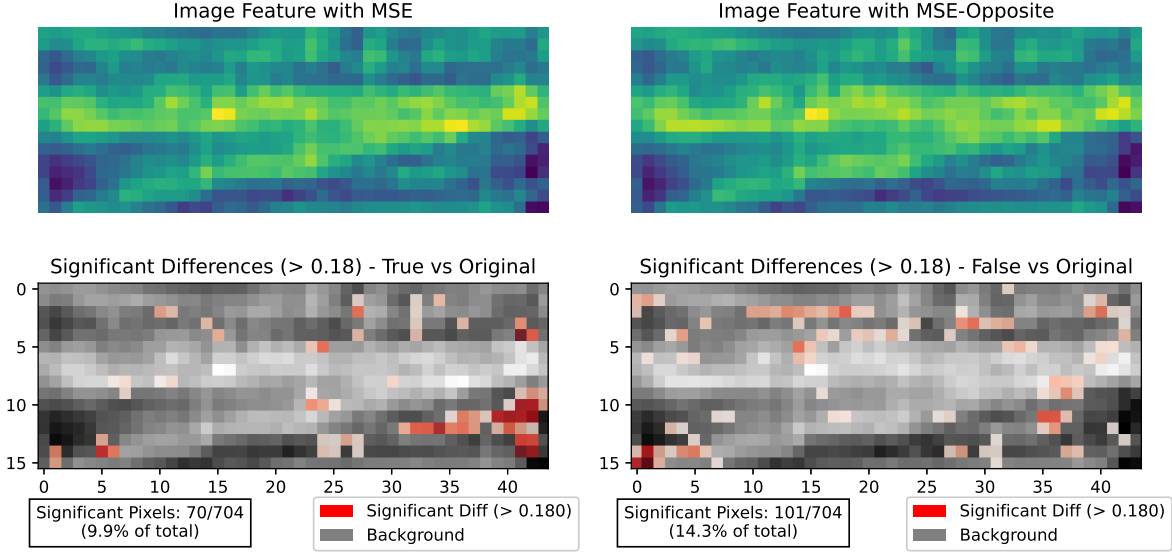 Image Feature with MSE
Image Feature with MSE-Opposite
Significant Differences (> 0.18) - True vs Original
Significant Differences (> 0.18) - False vs Original
0
5
10
15
0 5 10 15 20 25 30 35 40
0
5
10
15
0 5 10 15 20 25 30 35 40
Significant Pixels: 70/704
(9.9% of total)
Significant Diff (> 0.180)
Background
Significant Pixels: 101/704
(14.3% of total)
Significant Diff (> 0.180)
Background